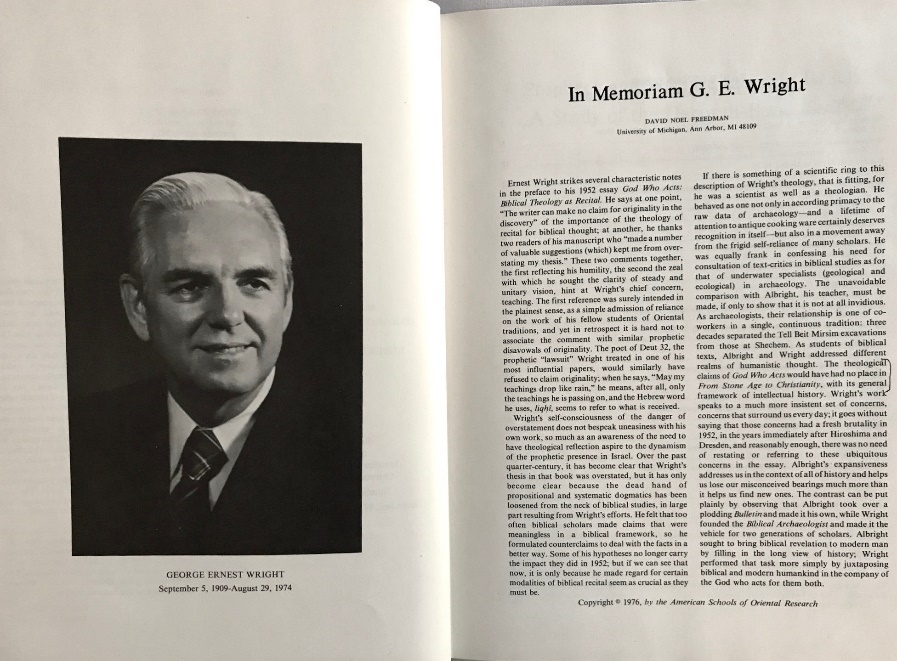 GEORGE ERNEST WRIGHT
September 5, 1909-August 29, 1974
In Memoriam G. E. Wright
DAVID NOEL FREEDMAN
University of Michigan, Ann Arbor, MI 48109
Ernest Wright strikes several characteristic notes
in the preface to his 1952 essay God Who Acts:
Biblical Theology as Recital. He says at one point,
"The writer can make no claim for originality in the
discovery" of the importance of the theology of
recital for biblical thought; at another, he thanks
two readers of his manuscript who "made a number
of valuable suggestions (which) kept me from over-
stating my thesis." These two comments together,
the first reflecting his humility, the second the zeal
with which he sought the clarity of steady and
unitary vision, hint at Wright's chief concern,
teaching. The first reference was surely intended in
the plainest sense, as a simple admission of reliance
on the work of his fellow students of Oriental
traditions, and yet in retrospect it is hard not to
associate the comment with similar prophetic
disavowals of originality. The poet of Deut 32, the
prophetic "lawsuit" Wright treated in one of his
most influential papers, would similarly have
refused to claim originality; when he says, "May my
teachings drop like rain," he means, after all, only
the teachings he is passing on, and the Hebrew word
he uses, liqḥî, seems to refer to what is received.
Wright's self-consciousness of the danger of
overstatement does not bespeak uneasiness with his
own work, so much as an awareness of the need to
have theological reflection aspire to the dynamism
of the prophetic presence in Israel. Over the past
quarter-century, it has become clear that Wright's
thesis in that book was overstated, but it has only
become clear because the dead hand of
propositional and systematic dogmatics has been
loosened from the neck of biblical studies, in large
part resulting from Wright's efforts. He felt that too
often biblical scholars made claims that were
meaningless in a biblical framework, so he
formulated counterclaims to deal with the facts in a
better way. Some of his hypotheses no longer carry
the impact they did in 1952; but if we can see that
now, it is only because he made regard for certain
modalities of biblical recital seem as crucial as they
must be.
If there is something of a scientific ring to this
description of Wright's theology, that is fitting, for
he was a scientist as well as a theologian. He
behaved as one not only in according primacy to the
raw data of archaeology—and a lifetime of
attention to antique cooking ware certainly deserves
recognition in itself—but also in a movement away
from the frigid self-reliance of many scholars. He
was equally frank in confessing his need for
consultation of text-critics in biblical studies as for
that of underwater specialists (geological and
ecological) in archaeology. The unavoidable
comparison with Albright, his teacher, must be
made, if only to show that it is not at all invidious.
As archaeologists, their relationship is one of co-
workers in a single, continuous tradition: three
decades separated the Tell Beit Mirsim excavations
from those at Shechem. As students of biblical
texts, Albright and Wright addressed different
realms of humanistic thought. The theological
claims of God Who Acts would have had no place in
From Stone Age to Christianity, with its general
framework of intellectual history. Wright's work
speaks to a much more insistent set of concerns,
concerns that surround us every day; it goes without
saying that those concerns had a fresh brutality in
1952, in the years immediately after Hiroshima and
Dresden, and reasonably enough, there was no need
of restating or referring to these ubiquitous
concerns in the essay. Albright's expansiveness
addresses us in the context of all of history and helps
us lose our misconceived bearings much more than
it helps us find new ones. The contrast can be put
plainly by observing that Albright took over a
plodding Bulletin and made it his own, while Wright
founded the Biblical Archaeologist and made it the
vehicle for two generations of scholars. Albright
sought to bring biblical revelation to modern man
by filling in the long view of history; Wright
performed that task more simply by juxtaposing
biblical and modern humankind in the company of
the God who acts for them both.
Copyright © 1976, by the American Schools of Oriental Research